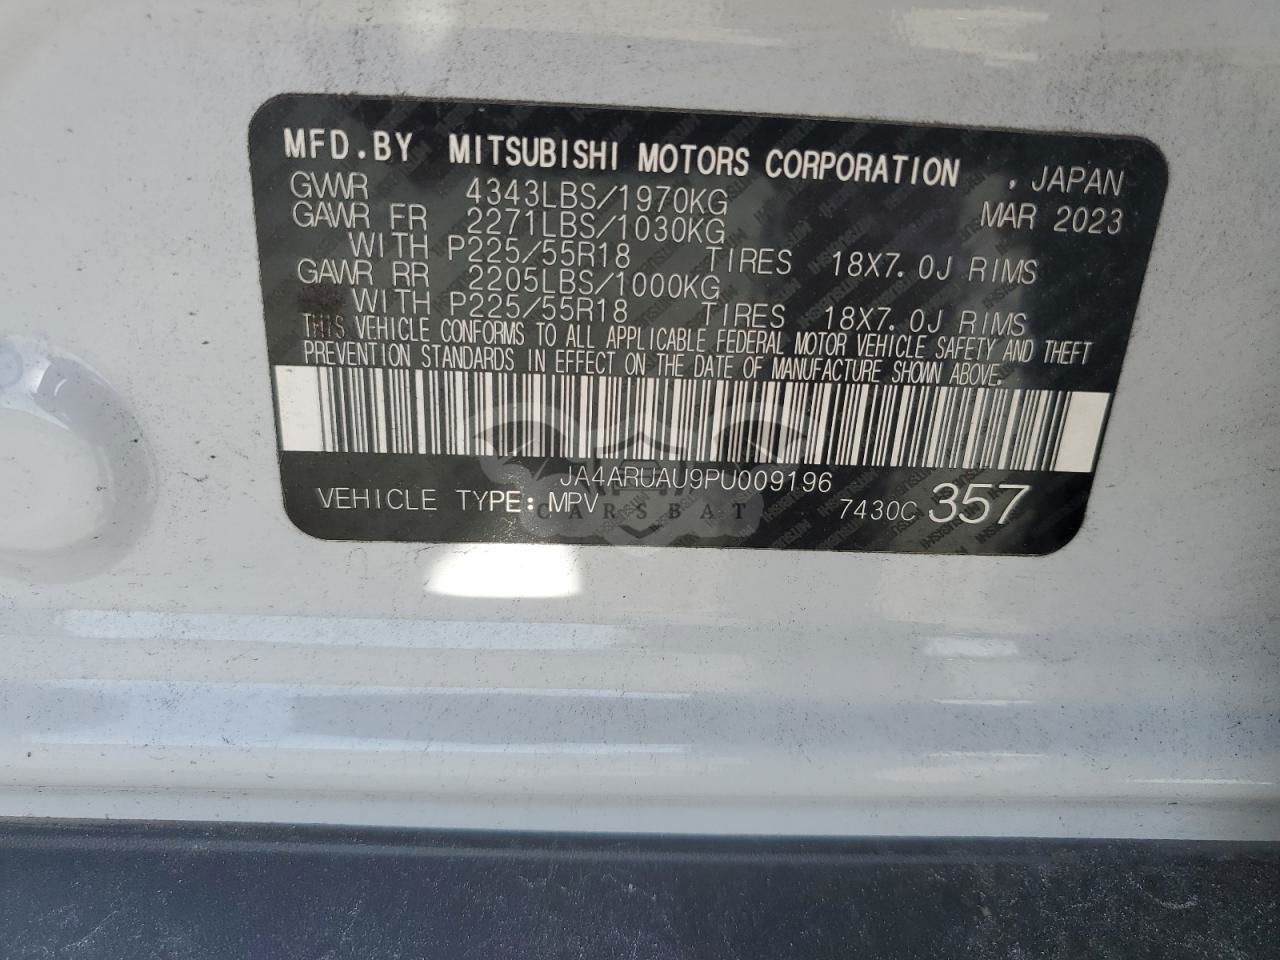 MFD.BY MITSUBISHI MOTORS CORPORATION , JAPAN
GVWR 4343LBS/1970KG MAR 2023
GAWR FR 2271LBS/1030KG
WITH P225/55R18 TIRES 18X7.0J RIMS
GAWR RR 2205LBS/1000KG
WITH P225/55R18 TIRES 18X7.0J RIMS
THIS VEHICLE CONFORMS TO ALL APPLICABLE FEDERAL MOTOR VEHICLE SAFETY AND THEFT
PREVENTION STANDARDS IN EFFECT ON THE DATE OF MANUFACTURE SHOWN ABOVE.
JA4ARUAU9PU009196
VEHICLE TYPE: MPV 7430C 357
CARSBAT